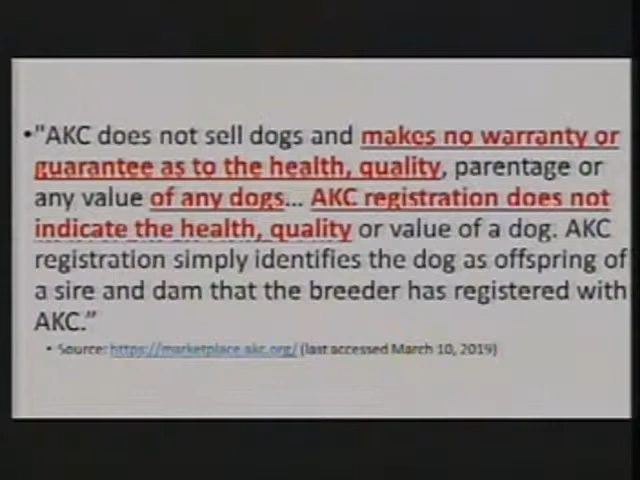 •"AKC does not sell dogs and makes no warranty or
guarantee as to the health, quality, parentage or
any value of any dogs... AKC registration does not
indicate the health, quality or value of a dog. AKC
registration simply identifies the dog as offspring of
a sire and dam that the breeder has registered with
AKC.”
• Source: https://marketplace.akc.org/ (last accessed March 10, 2019)